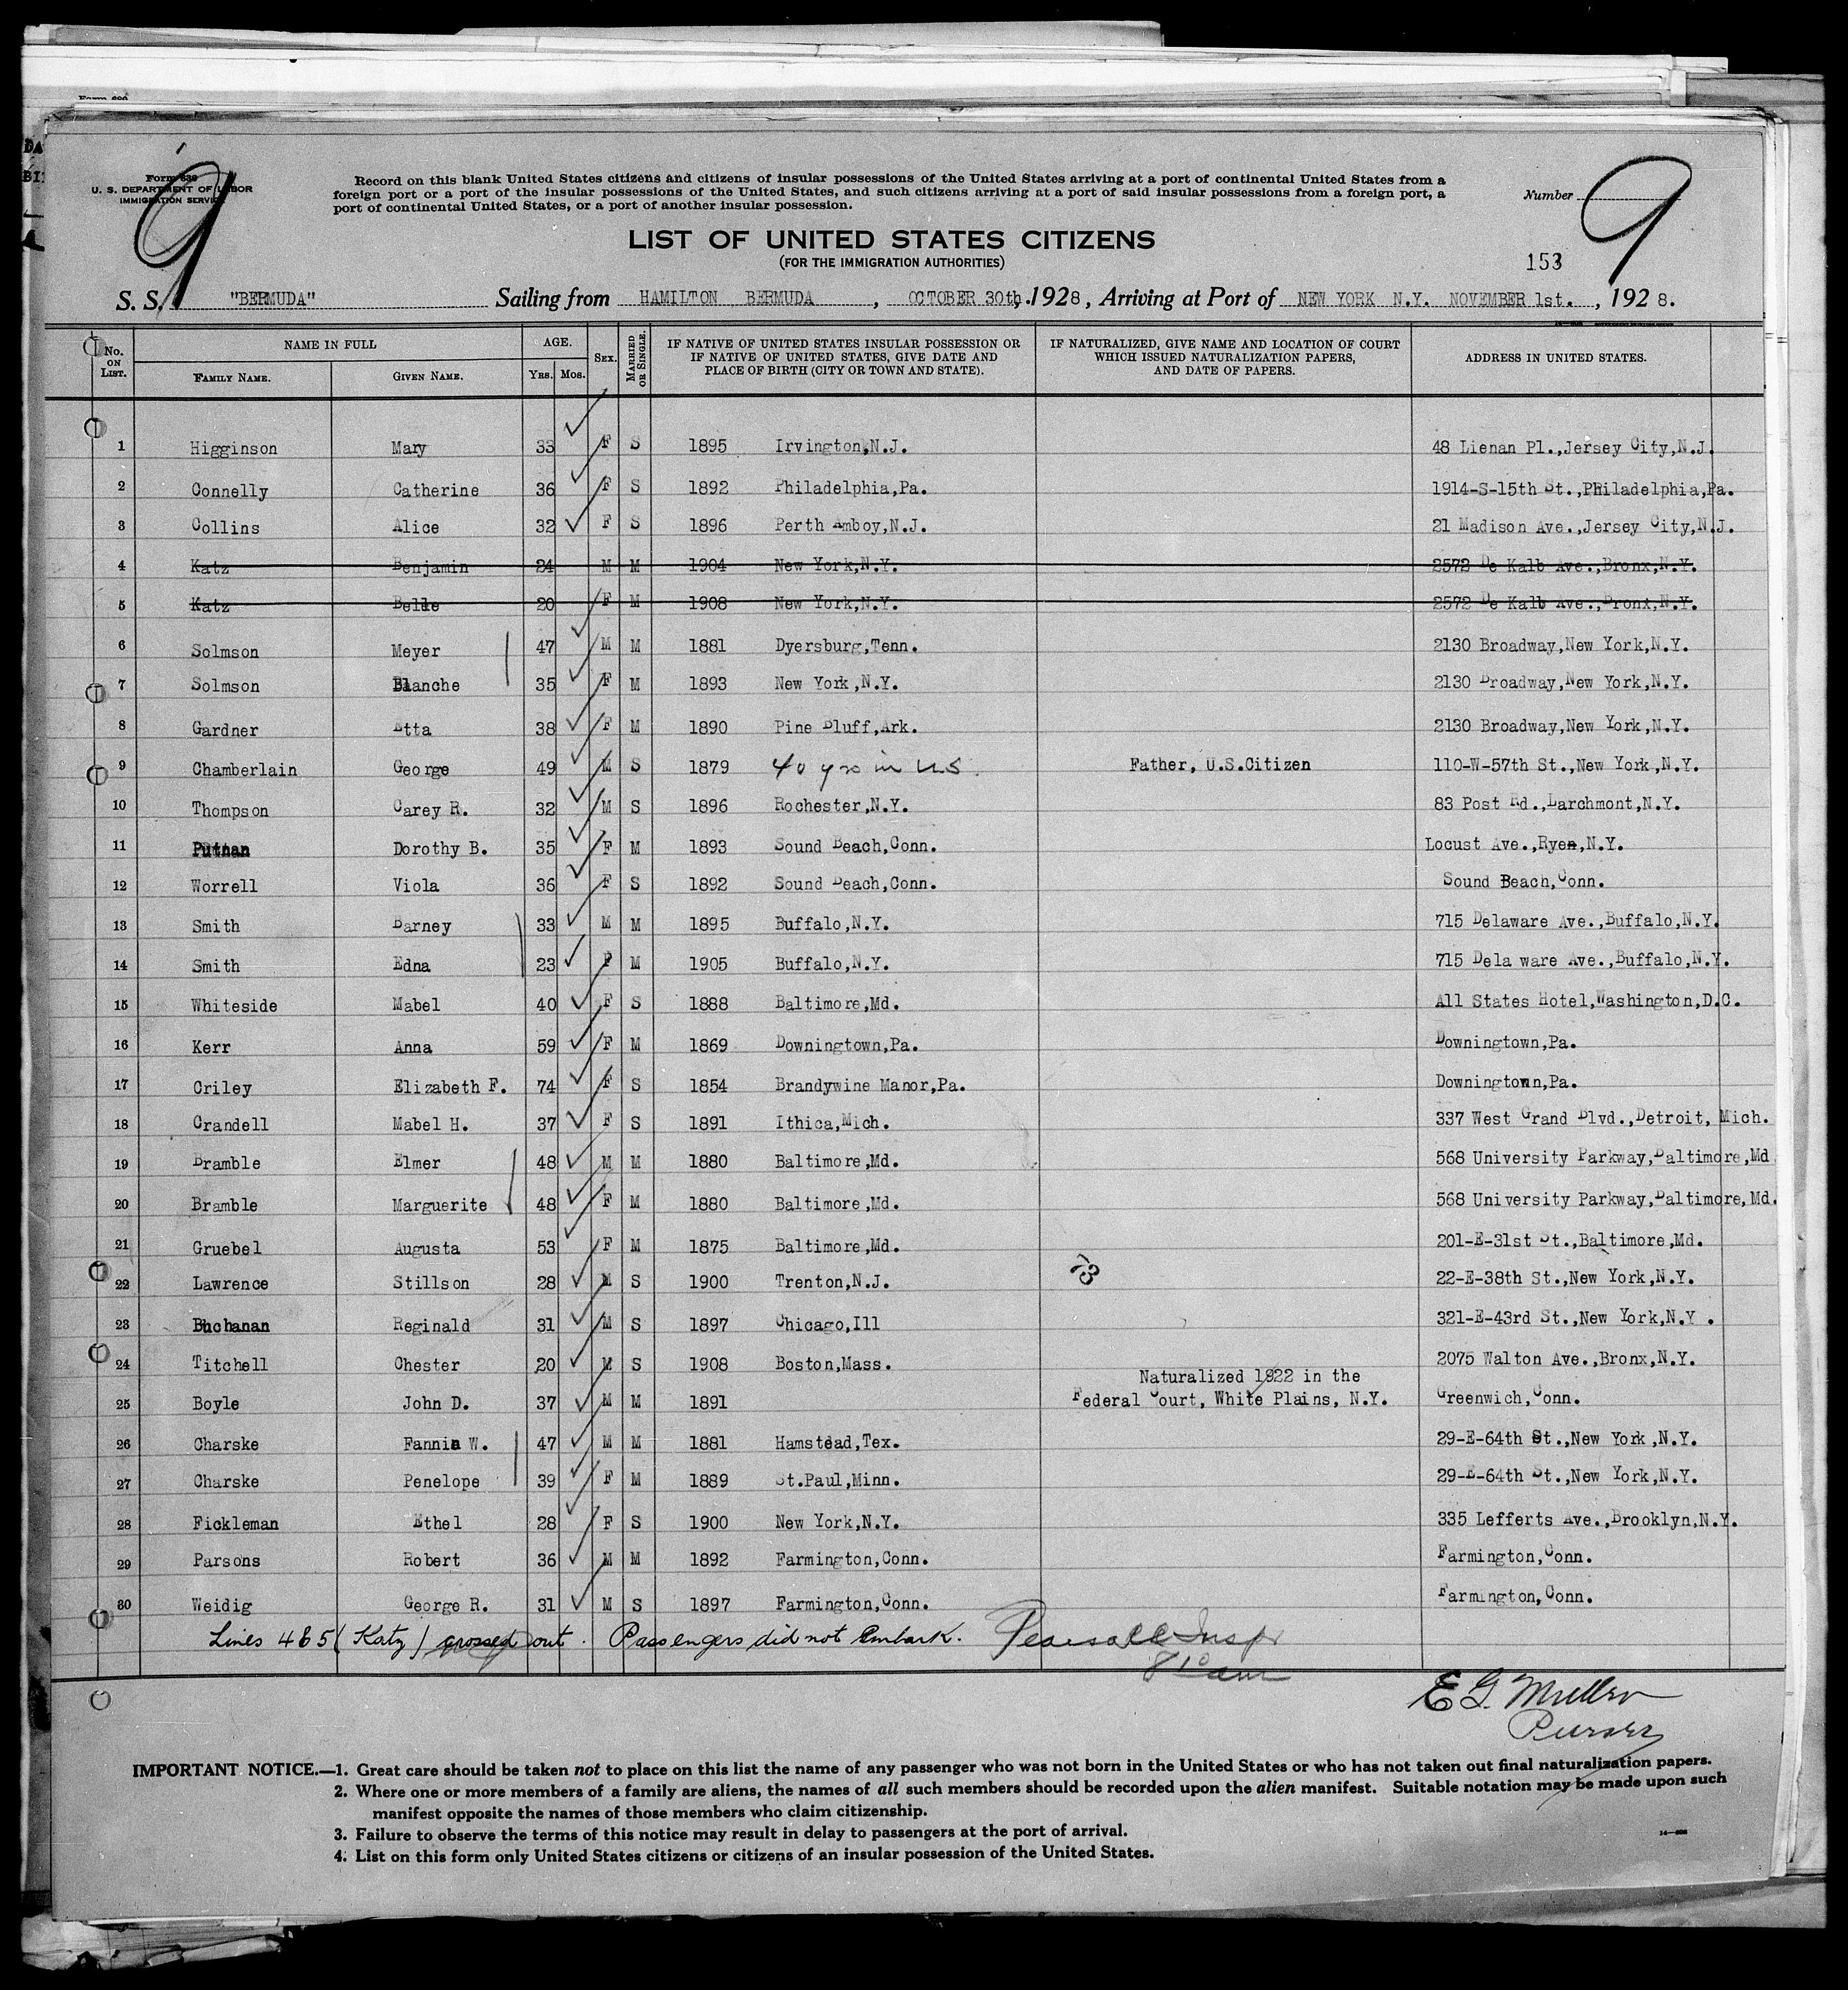 Form 630
U. S. DEPARTMENT OF LABOR
IMMIGRATION SERVICE
9
Record on this blank United States citizens and citizens of insular possessions of the United States arriving at a port of continental United States from a
foreign port or a port of the insular possessions of the United States, and such citizens arriving at a port of said insular possessions from a foreign port, a
port of continental United States, or a port of another insular possession.
Number 9
LIST OF UNITED STATES CITIZENS
(FOR THE IMMIGRATION AUTHORITIES)
153
S. S. "BERMUDA" Sailing from HAMILTON BERMUDA, OCTOBER 30th, 1928, Arriving at Port of NEW YORK N.Y. NOVEMBER 1st., 1928.
No. ON LIST. NAME IN FULL FAMILY NAME. GIVEN NAME. AGE. YRS. MOS. SEX. MARRIED OR SINGLE. IF NATIVE OF UNITED STATES INSULAR POSSESSION OR IF NATIVE OF UNITED STATES, GIVE DATE AND PLACE OF BIRTH (CITY OR TOWN AND STATE). IF NATURALIZED, GIVE NAME AND LOCATION OF COURT WHICH ISSUED NATURALIZATION PAPERS, AND DATE OF PAPERS. ADDRESS IN UNITED STATES.
1 Higginson Mary 33 F S 1895 Irvington,N.J. 48 Lienan Pl.,Jersey City,N.J.
2 Connelly Catherine 36 F S 1892 Philadelphia,Pa. 1914-S-15th St.,Philadelphia,Pa.
3 Collins Alice 32 F S 1896 Perth Amboy,N.J. 21 Madison Ave.,Jersey City,N.J.
4 Katz Benjamin 24 M M 1904 New York,N.Y. 2572 De Kalb Ave.,Bronx,N.Y.
5 Katz Belle 20 F M 1908 New York,N.Y. 2572 De Kalb Ave.,Bronx,N.Y.
6 Solmson Meyer 47 M M 1881 Dyersburg,Tenn. 2130 Broadway,New York,N.Y.
7 Solmson Blanche 35 F M 1893 New York,N.Y. 2130 Broadway,New York,N.Y.
8 Gardner Etta 38 F M 1890 Pine Bluff,Ark. 2130 Broadway,New York,N.Y.
9 Chamberlain George 49 M S 1879 40 yrs in U.S. Father, U.S.Citizen 110-W-57th St.,New York,N.Y.
10 Thompson Carey R. 32 M S 1896 Rochester,N.Y. 83 Post Rd.,Larchmont,N.Y.
11 Putnan Dorothy B. 35 F M 1893 Sound Beach,Conn. Locust Ave.,Rye,N.Y.
12 Worrell Viola 36 F S 1892 Sound Beach,Conn. Sound Beach,Conn.
13 Smith Barney 33 M M 1895 Buffalo,N.Y. 715 Delaware Ave.,Buffalo,N.Y.
14 Smith Edna 23 F M 1905 Buffalo,N.Y. 715 Dela ware Ave.,Buffalo,N.Y.
15 Whiteside Mabel 40 F S 1888 Baltimore,Md. All States Hotel,Washington,D.C.
16 Kerr Anna 59 F M 1869 Downingtown,Pa. Downingtown,Pa.
17 Criley Elizabeth F. 74 F S 1854 Brandywine Manor,Pa. Downingtown,Pa.
18 Crandell Mabel H. 37 F S 1891 Ithica,Mich. 337 West Grand Blvd.,Detroit, Mich.
19 Bramble Elmer 48 M M 1880 Baltimore,Md. 568 University Parkway,Baltimore,Md
20 Bramble Marguerite 48 F M 1880 Baltimore,Md. 568 University Parkway,Baltimore,Md.
21 Gruebel Augusta 53 F M 1875 Baltimore,Md. 201-E-31st St.,Baltimore,Md.
22 Lawrence Stillson 28 M S 1900 Trenton,N.J. 73 22-E-38th St.,New York,N.Y.
23 Buchanan Reginald 31 M S 1897 Chicago,Ill 321-E-43rd St.,New York,N.Y.
24 Titchell Chester 20 M S 1908 Boston,Mass. 2075 Walton Ave.,Bronx,N.Y.
Naturalized 1922 in the
25 Boyle John D. 37 M M 1891 Federal Court, White Plains, N.Y. Greenwich,Conn.
26 Charske Fannin W. 47 M M 1881 Hamstead,Tex. 29-E-64th St.,New York,N.Y.
27 Charske Penelope 39 F M 1889 St.Paul,Minn. 29-E-64th St.,New York,N.Y.
28 Fickleman Ethel 28 F S 1900 New York,N.Y. 335 Lefferts Ave.,Brooklyn,N.Y.
29 Parsons Robert 36 M M 1892 Farmington,Conn. Farmington,Conn.
30 Weidig George R. 31 M S 1897 Farmington,Conn. Farmington,Conn.
Lines 4 & 5 (Katz) crossed out. Passengers did not embark. Pearsall Inspr
8 10 am
E G. Mullen
Purser
IMPORTANT NOTICE.—1. Great care should be taken not to place on this list the name of any passenger who was not born in the United States or who has not taken out final naturalization papers.
2. Where one or more members of a family are aliens, the names of all such members should be recorded upon the alien manifest. Suitable notation may be made upon such
manifest opposite the names of those members who claim citizenship.
3. Failure to observe the terms of this notice may result in delay to passengers at the port of arrival.
4. List on this form only United States citizens or citizens of an insular possession of the United States.